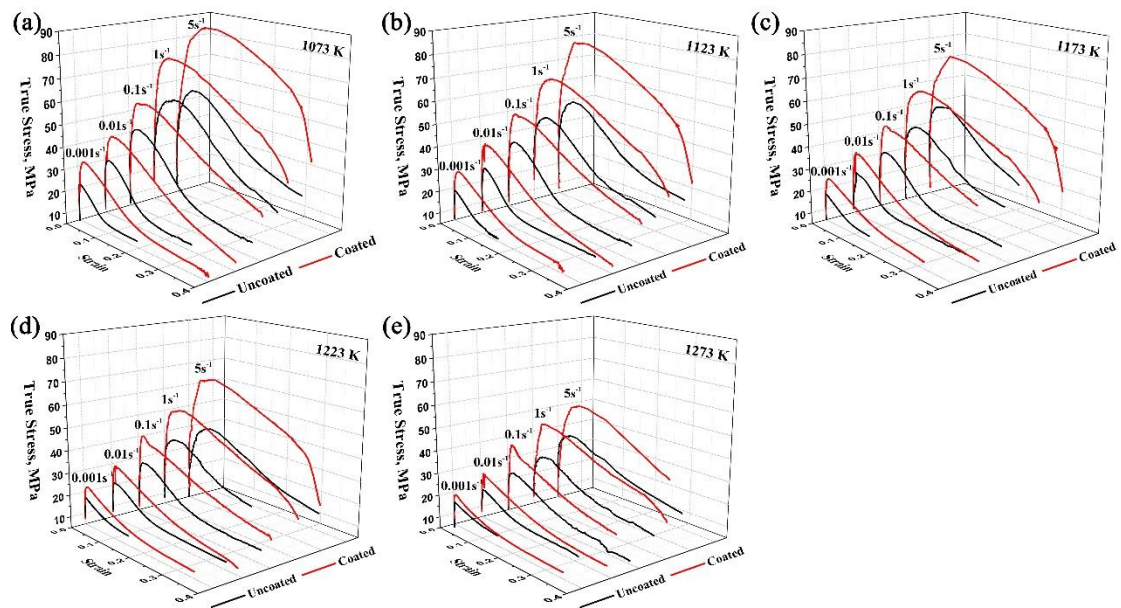 (a)
1073 K
5s⁻¹
1s⁻¹
0.1s⁻¹
0.01s⁻¹
0.001s⁻¹
True Stress, MPa
90
80
70
60
50
40
30
20
10
0.0
0.1
0.2
0.3
0.4
Strain
Uncoated
Coated
(b)
1123 K
5s⁻¹
1s⁻¹
0.1s⁻¹
0.01s⁻¹
0.001s⁻¹
True Stress, MPa
90
80
70
60
50
40
30
20
10
0.0
0.1
0.2
0.3
0.4
Strain
Uncoated
Coated
(c)
1173 K
5s⁻¹
1s⁻¹
0.1s⁻¹
0.01s⁻¹
0.001s⁻¹
True Stress, MPa
90
80
70
60
50
40
30
20
10
0.0
0.1
0.2
0.3
0.4
Strain
Uncoated
Coated
(d)
1223 K
5s⁻¹
1s⁻¹
0.1s⁻¹
0.01s⁻¹
0.001s⁻¹
True Stress, MPa
90
80
70
60
50
40
30
20
10
0.0
0.1
0.2
0.3
0.4
Strain
Uncoated
Coated
(e)
1273 K
5s⁻¹
1s⁻¹
0.1s⁻¹
0.01s⁻¹
0.001s⁻¹
True Stress, MPa
90
80
70
60
50
40
30
20
10
0.0
0.1
0.2
0.3
0.4
Strain
Uncoated
Coated